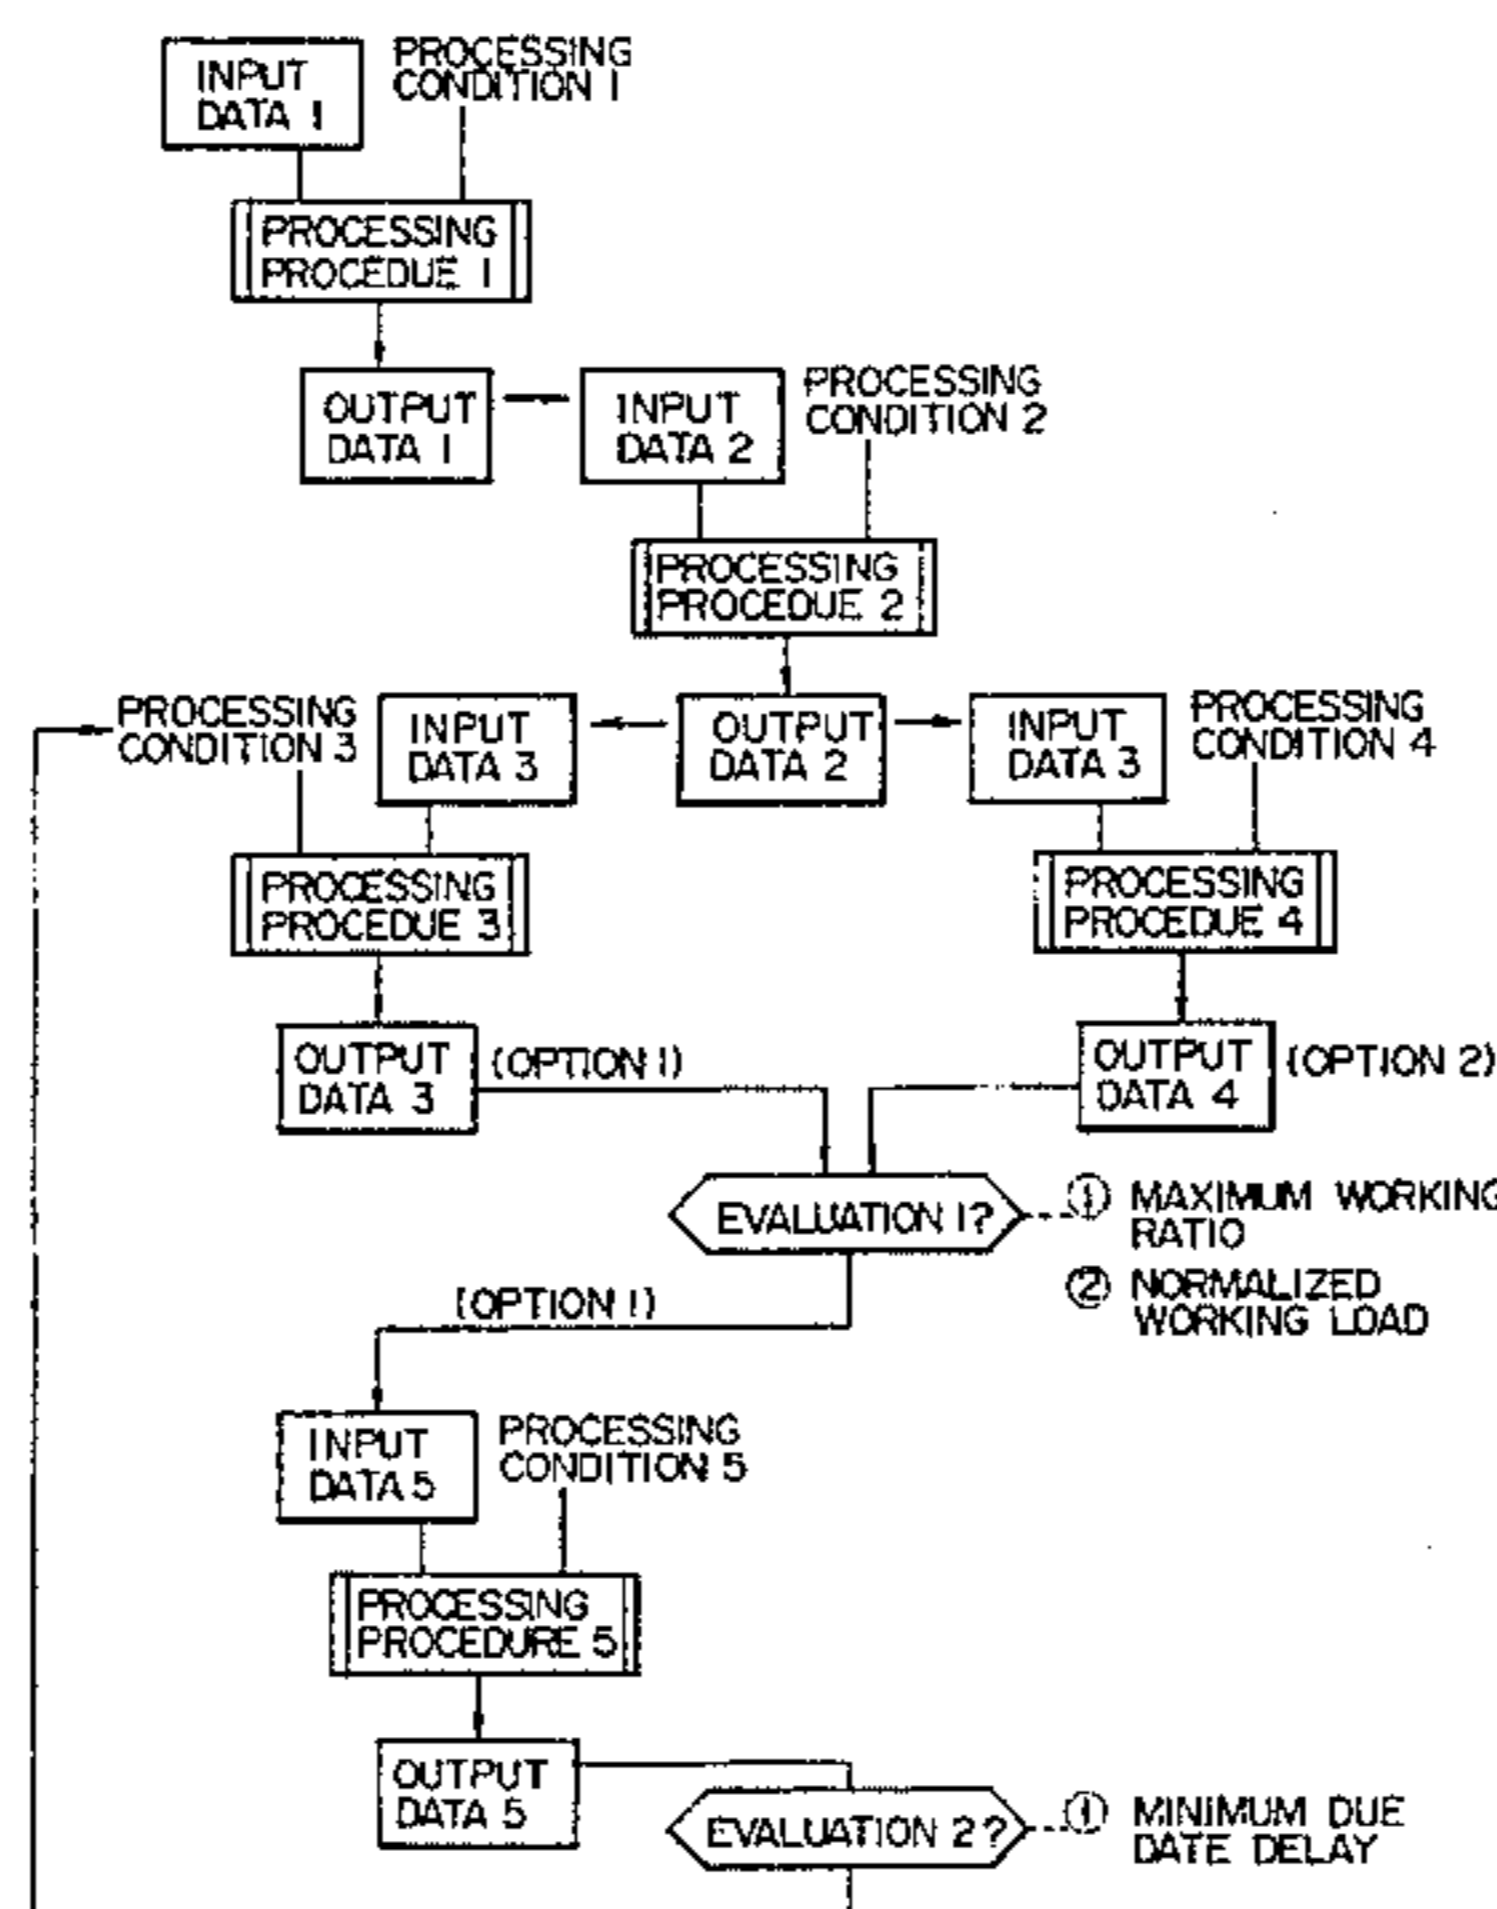 INPUT
DATA 1
PROCESSING
CONDITION 1
PROCESSING
PROCEDUE 1
OUTPUT
DATA 1
INPUT
DATA 2
PROCESSING
CONDITION 2
PROCESSING
PROCEDUE 2
PROCESSING
CONDITION 3
INPUT
DATA 3
OUTPUT
DATA 2
INPUT
DATA 3
PROCESSING
CONDITION 4
PROCESSING
PROCEDUE 3
PROCESSING
PROCEDUE 4
OUTPUT
DATA 3
(OPTION 1)
OUTPUT
DATA 4
(OPTION 2)
EVALUATION 1?
① MAXIMUM WORKING
RATIO
② NORMALIZED
WORKING LOAD
(OPTION 1)
INPUT
DATA 5
PROCESSING
CONDITION 5
PROCESSING
PROCEDURE 5
OUTPUT
DATA 5
EVALUATION 2?
① MINIMUM DUE
DATE DELAY